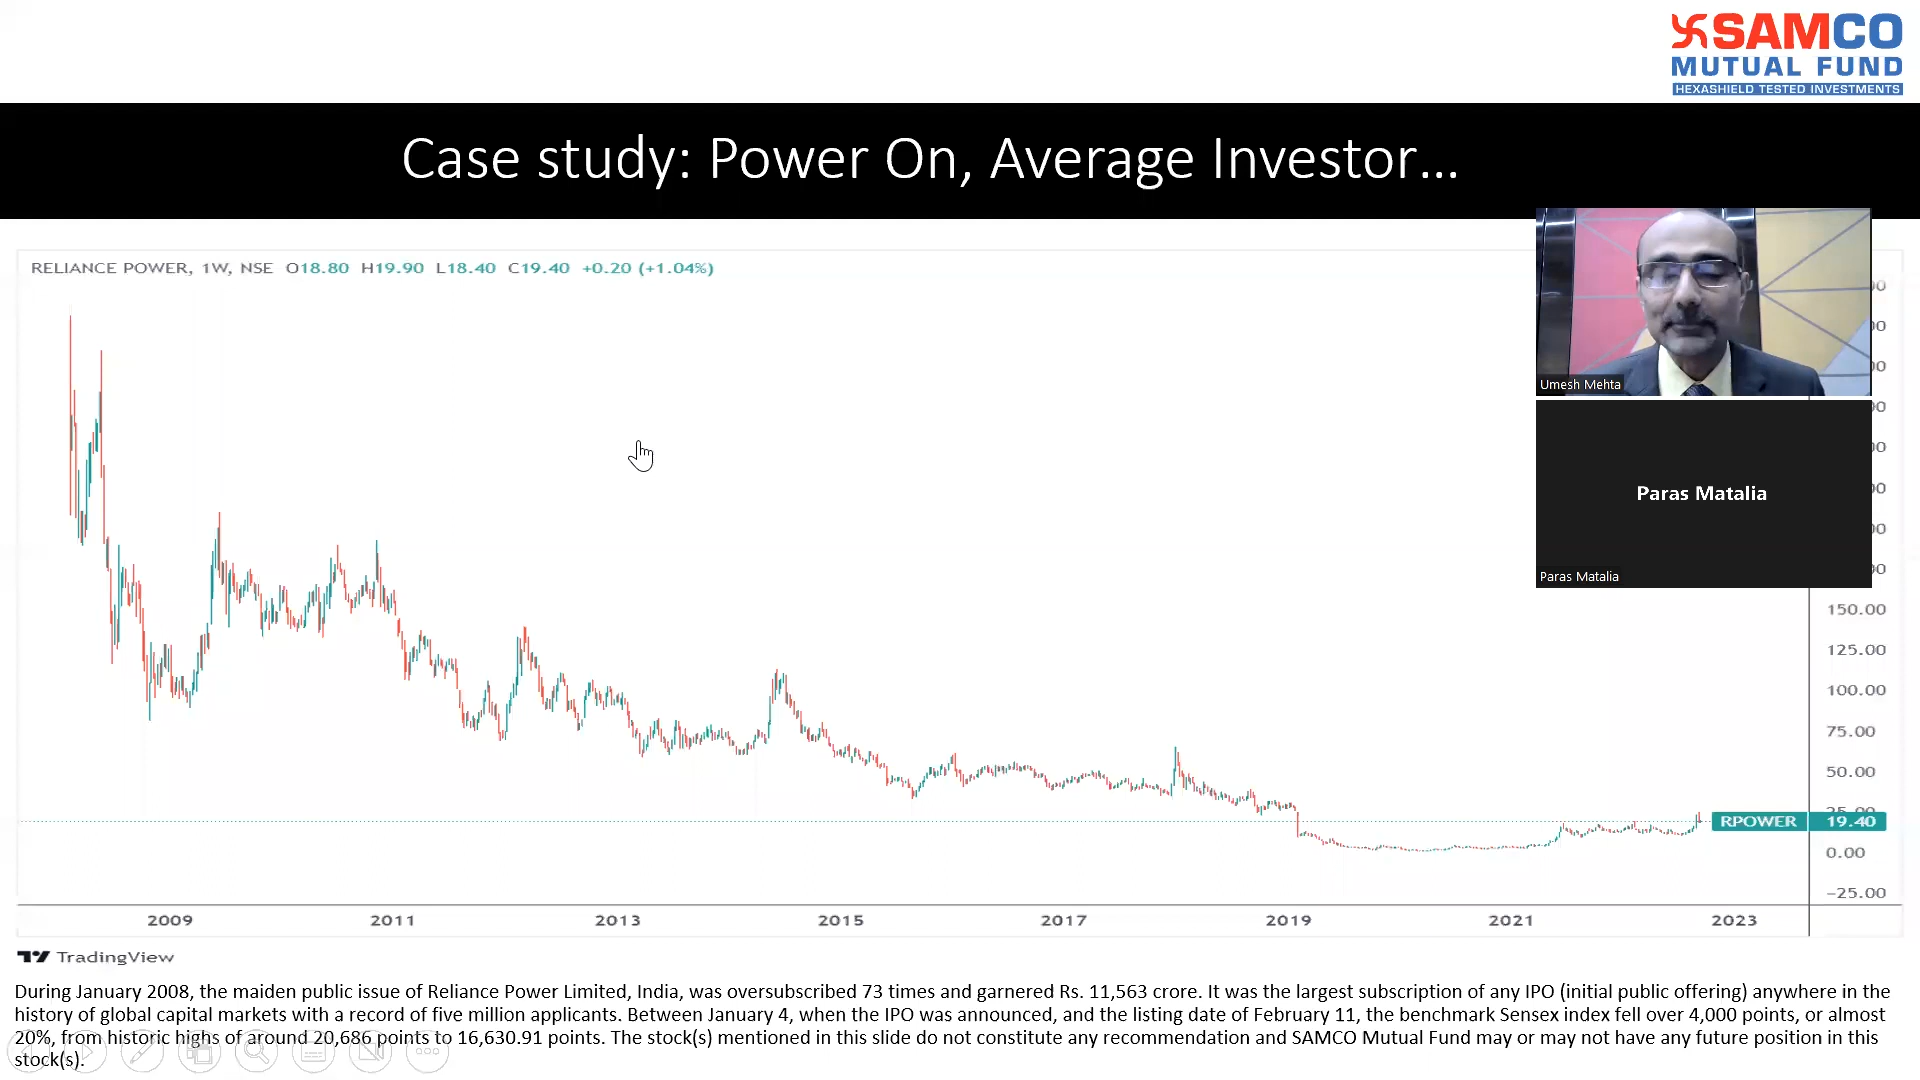 SAMCO
MUTUAL FUND
HEXASHIELD TESTED INVESTMENTS
Case study: Power On, Average Investor...
RELIANCE POWER, 1W, NSE O18.80 H19.90 L18.40 C19.40 +0.20 (+1.04%)
Umesh Mehta
Paras Matalia
Paras Matalia
150.00
125.00
100.00
75.00
50.00
25.00
RPOWER 19.40
0.00
−25.00
2009 2011 2013 2015 2017 2019 2021 2023
TradingView
During January 2008, the maiden public issue of Reliance Power Limited, India, was oversubscribed 73 times and garnered Rs. 11,563 crore. It was the largest subscription of any IPO (initial public offering) anywhere in the
history of global capital markets with a record of five million applicants. Between January 4, when the IPO was announced, and the listing date of February 11, the benchmark Sensex index fell over 4,000 points, or almost
20%, from historic highs of around 20,686 points to 16,630.91 points. The stock(s) mentioned in this slide do not constitute any recommendation and SAMCO Mutual Fund may or may not have any future position in this
stock(s).